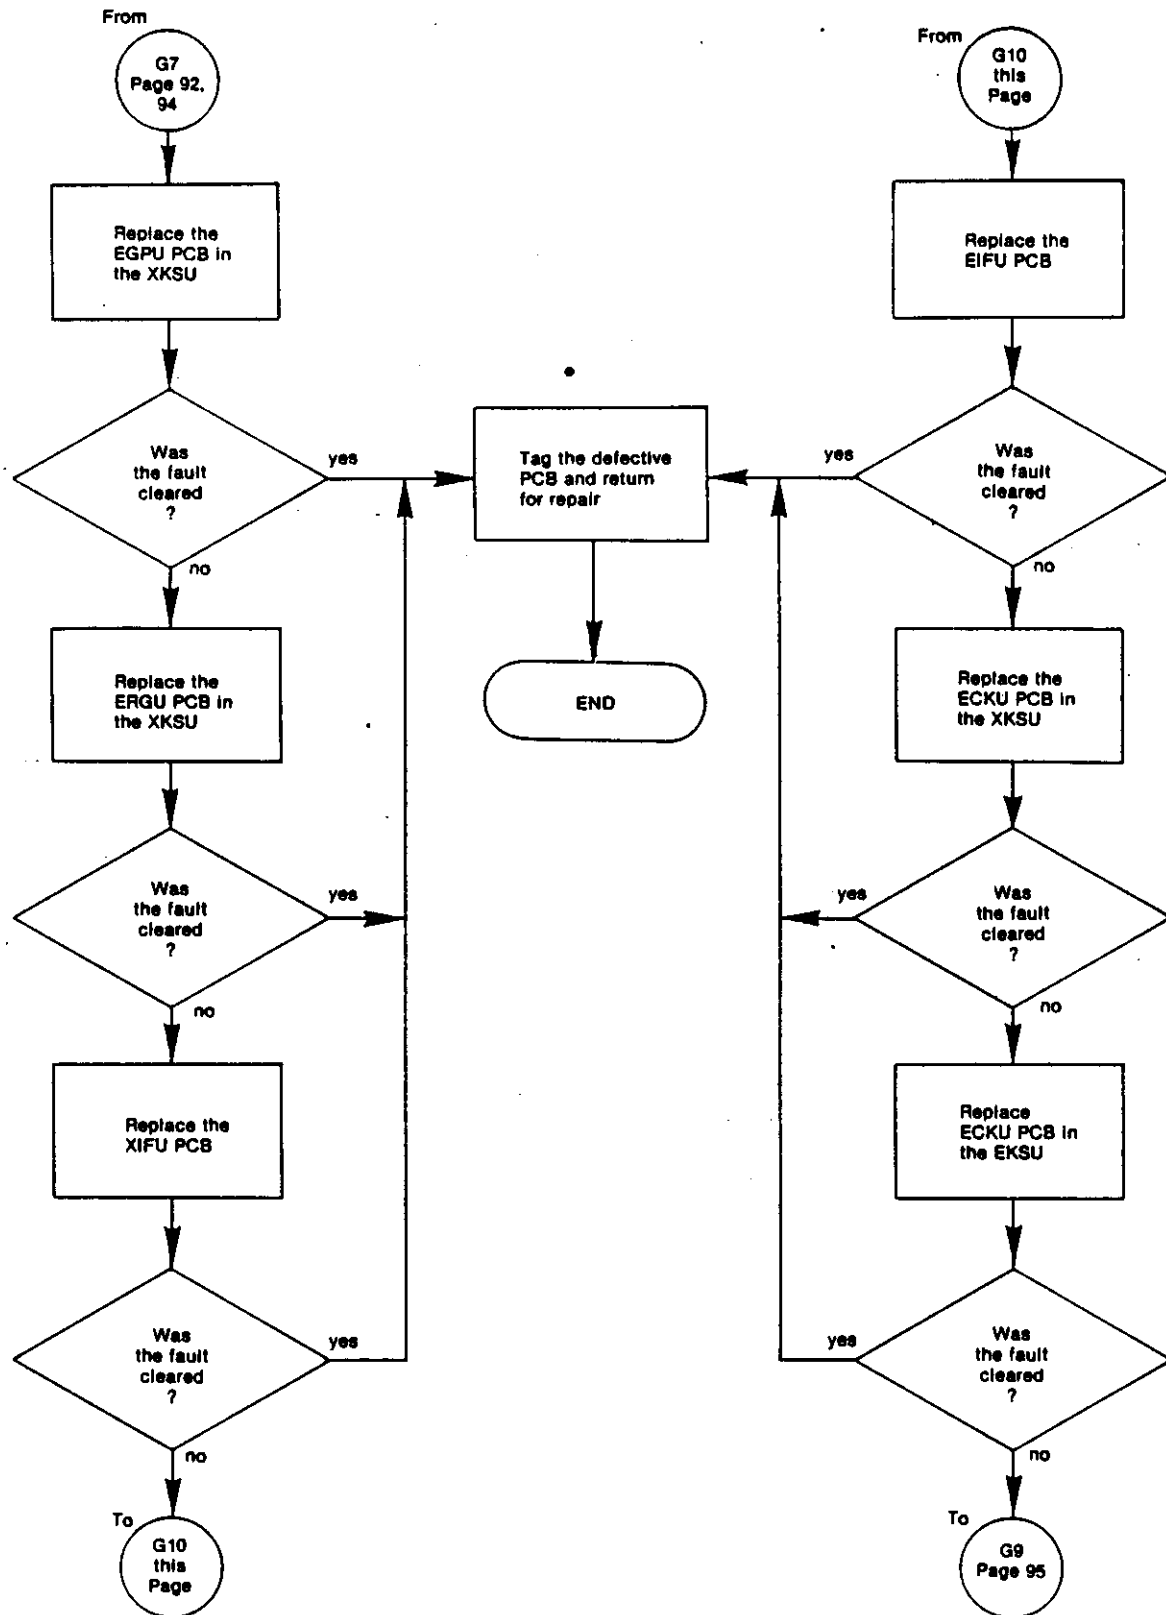 From
G7
Page 92,
94
Replace the
EGPU PCB in
the XKSU
Was
the fault
cleared
?
yes
no
Replace the
ERGU PCB in
the XKSU
Was
the fault
cleared
?
yes
no
Replace the
XIFU PCB
Was
the fault
cleared
?
yes
no
To
G10
this
Page
Tag the defective
PCB and return
for repair
END
From
G10
this
Page
Replace the
EIFU PCB
Was
the fault
cleared
?
yes
no
Replace the
ECKU PCB in
the XKSU
Was
the fault
cleared
?
yes
no
Replace
ECKU PCB in
the EKSU
Was
the fault
cleared
?
yes
no
To
G9
Page 95